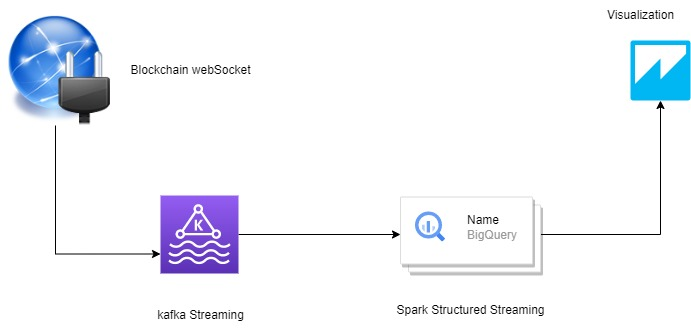 Visualization
Blockchain webSocket
K
Name
BigQuery
kafka Streaming
Spark Structured Streaming